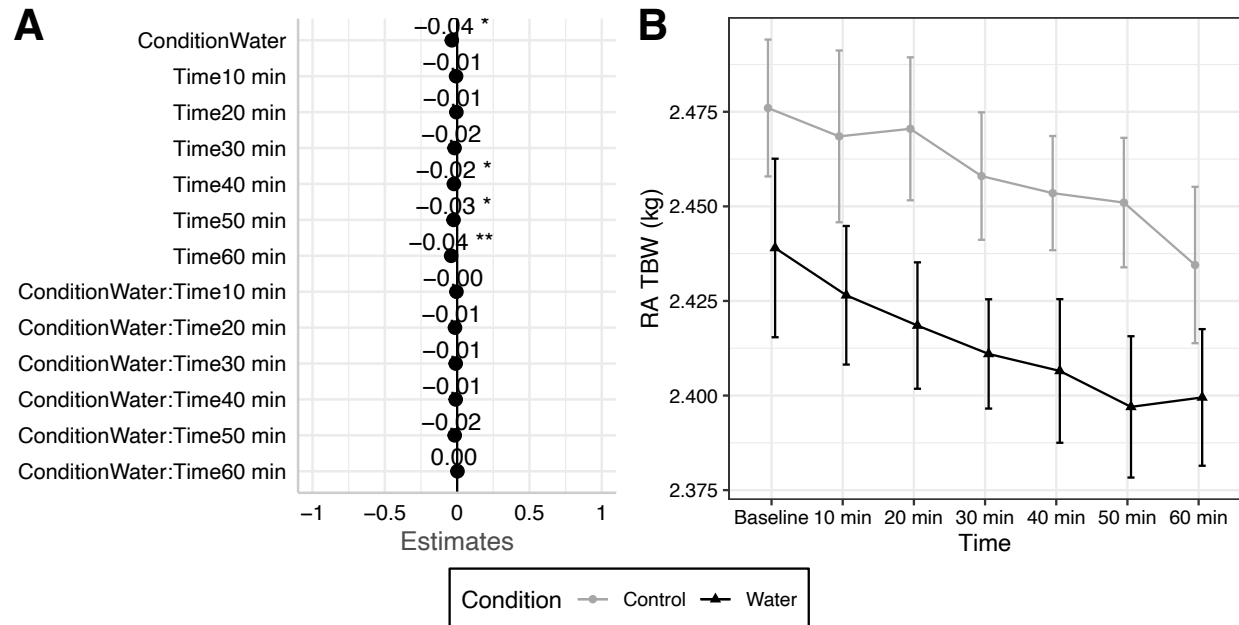 A
ConditionWater
Time10 min
Time20 min
Time30 min
Time40 min
Time50 min
Time60 min
ConditionWater:Time10 min
ConditionWater:Time20 min
ConditionWater:Time30 min
ConditionWater:Time40 min
ConditionWater:Time50 min
ConditionWater:Time60 min
−0.04 *
−0.01
−0.01
−0.02
−0.02 *
−0.03 *
−0.04 **
−0.00
−0.01
−0.01
−0.01
−0.02
0.00
−1 −0.5 0 0.5 1
Estimates
B
RA TBW (kg)
2.475
2.450
2.425
2.400
2.375
Baseline 10 min 20 min 30 min 40 min 50 min 60 min
Time
Condition Control Water